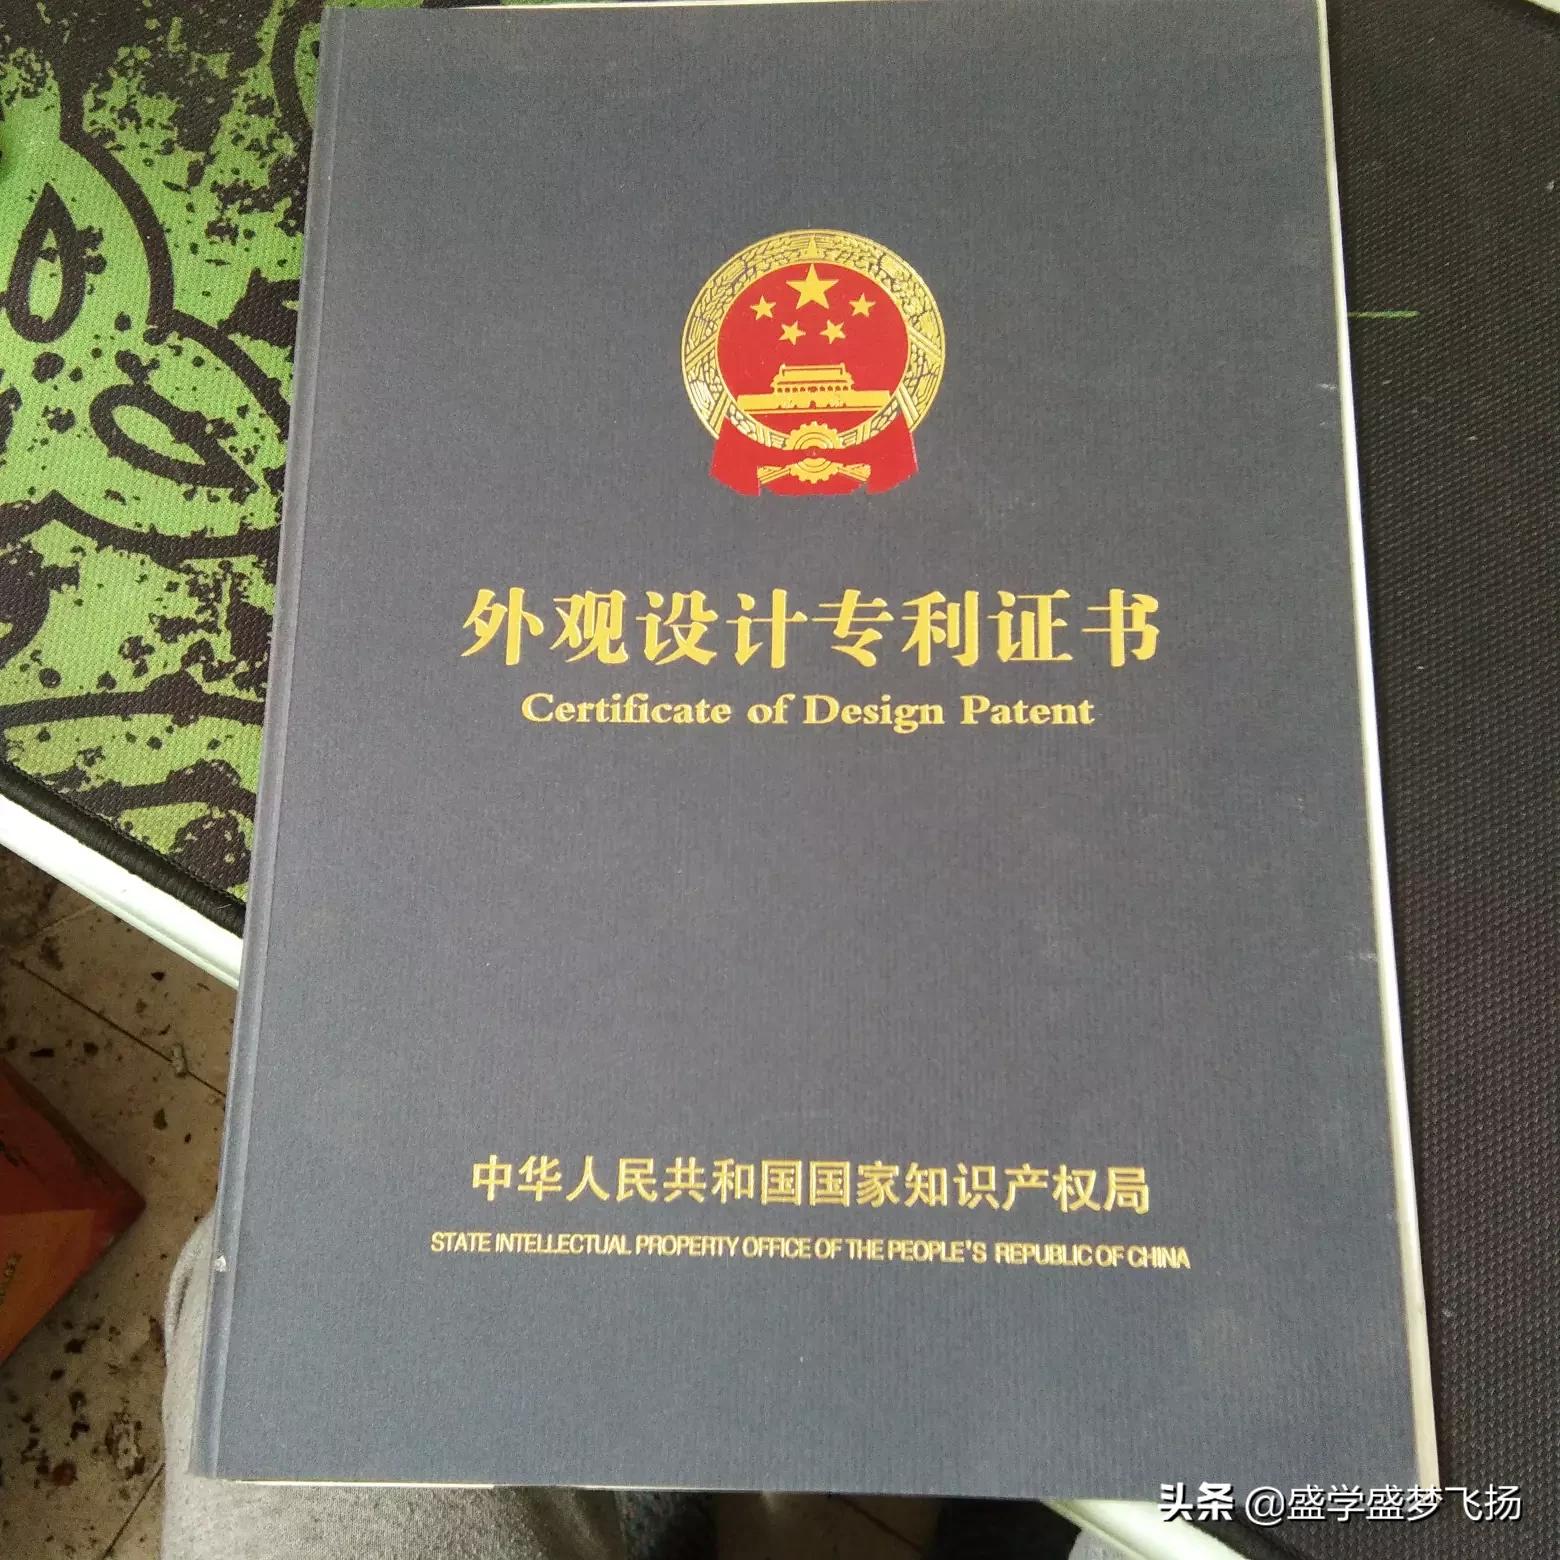 外观设计专利证书
Certificate of Design Patent
中华人民共和国国家知识产权局
STATE INTELLECTUAL PROPERTY OFFICE OF THE PEOPLE'S REPUBLIC OF CHINA
头条 @盛学盛梦飞扬